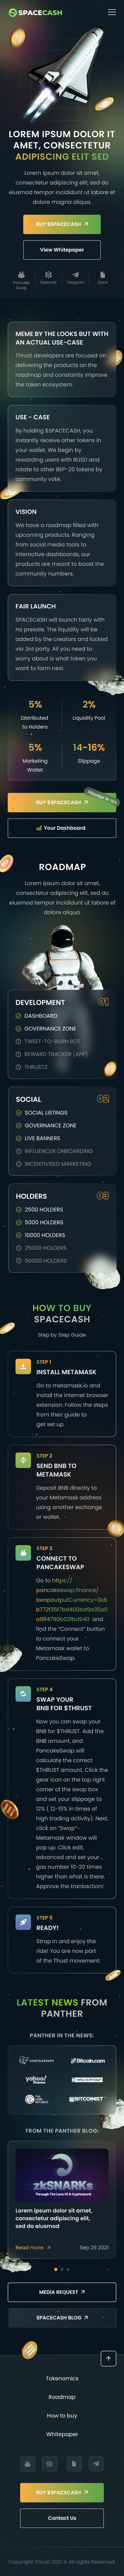 SPACECASH
LOREM IPSUM DOLOR IT
AMET, CONSECTETUR
ADIPISCING ELIT SED
Lorem ipsum dolor sit amet,
consectetur adipiscing elit, sed do
eiusmod tempor incididunt ut labore et
dolore magna aliqua.
BUY $SPACECASH
View Whitepaper
Pancake
Swap
Telegram
Docs
MEME BY THE LOOKS BUT WITH
AN ACTUAL USE-CASE
Thrust developers are focused on
delivering the products on the
roadmap and constantly improve
the token ecosystem.
USE - CASE
By holding $SPACECASH, you
instantly receive other tokens in
your wallet. We begin by
rewarding users with BUSD and
rotate to other BEP-20 tokens by
community vote.
VISION
We have a roadmap filled with
upcoming products. Ranging
from social media tools to
interactive dashboards, our
products are meant to boost the
community numbers.
FAIR LAUNCH
SPACECASH will launch fairly with
no presale. The liquidity will be
added by the devs and get locked
via 3rd party. All you need to
worry about is what token you
want to farm next.
5%
Distributed
to Holders
2%
Liquidity Pool
5%
Marketing
Wallet
14-16%
Slippage
BUY $SPACECASH
Your Dashboard
ROADMAP
Lorem ipsum dolor sit amet,
consectetur adipiscing elit, sed do
eiusmod tempor incididunt ut labore et
dolore aliqua.
DEVELOPMENT
01
DASHBOARD
GOVERNANCE ZONE
TWEET-TO-BURN BOT
REWARD TRACKER (APP)
THRUST2
SOCIAL
02
SOCIAL LISTINGS
GOVERNANCE ZONE
LIVE BANNERS
INFLUENCER ONBOARDING
INCENTIVISED MARKETING
HOLDERS
03
2500 HOLDERS
5000 HOLDERS
10000 HOLDERS
25000 HOLDERS
50000 HOLDERS
HOW TO BUY
SPACECASH
Step by Step Guide
STEP 1
INSTALL METAMASK
Go to metamask.io and
install the internet browser
extension. Follow the steps
from their guide to
get set up.
STEP 2
SEND BNB TO
METAMASK
Deposit BNB directly to
your Metamask address
using another exchange
or wallet.
STEP 3
CONNECT TO
PANCAKESWAP
Go to https://
pancakeswap.finance/
find the "Connect" button
to connect your
Metamask wallet to
PancakeSwap.
STEP 4
SWAP YOUR
BNB FOR $THRUST
Now you can swap your
BNB for $THRUST. Add the
BNB amount, and
PancakeSwap will
calculate the correct
$THRUST amount. Click the
gear icon on the top right
corner of the swap box
and set your slippage to
12% ( 12-15% in times of
high trading activity). Next,
click on "Swap"-
Metamask window will
pop up. Click edit,
advanced and set your
gas number 10-20 times
higher than what is there.
Approve the tranbaction!
STEP 5
READY!
Strap in and enjoy the
ride! You are now part
of the Thust movement.
LATEST NEWS FROM
PANTHER
PANTHER IN THE NEWS:
COINTELEGRAPH
Bitcoin.com
yahoo!
finance
THE
COIN
REPUBLIC
BITCOINIST
FROM THE PANTHER BLOG:
zkSNARKs
Lorem ipsum dolor sit amet,
consectetur adipiscing elit,
sed do eiusmod
Read more
Sep 29 2021
MEDIA REQUEST
SPACECASH BLOG
Tokenomics
Roadmap
How to buy
Whitepaper
BUY $SPACECASH
Contact Us
Copyright Thrust 2021 © All Rights Reserved.